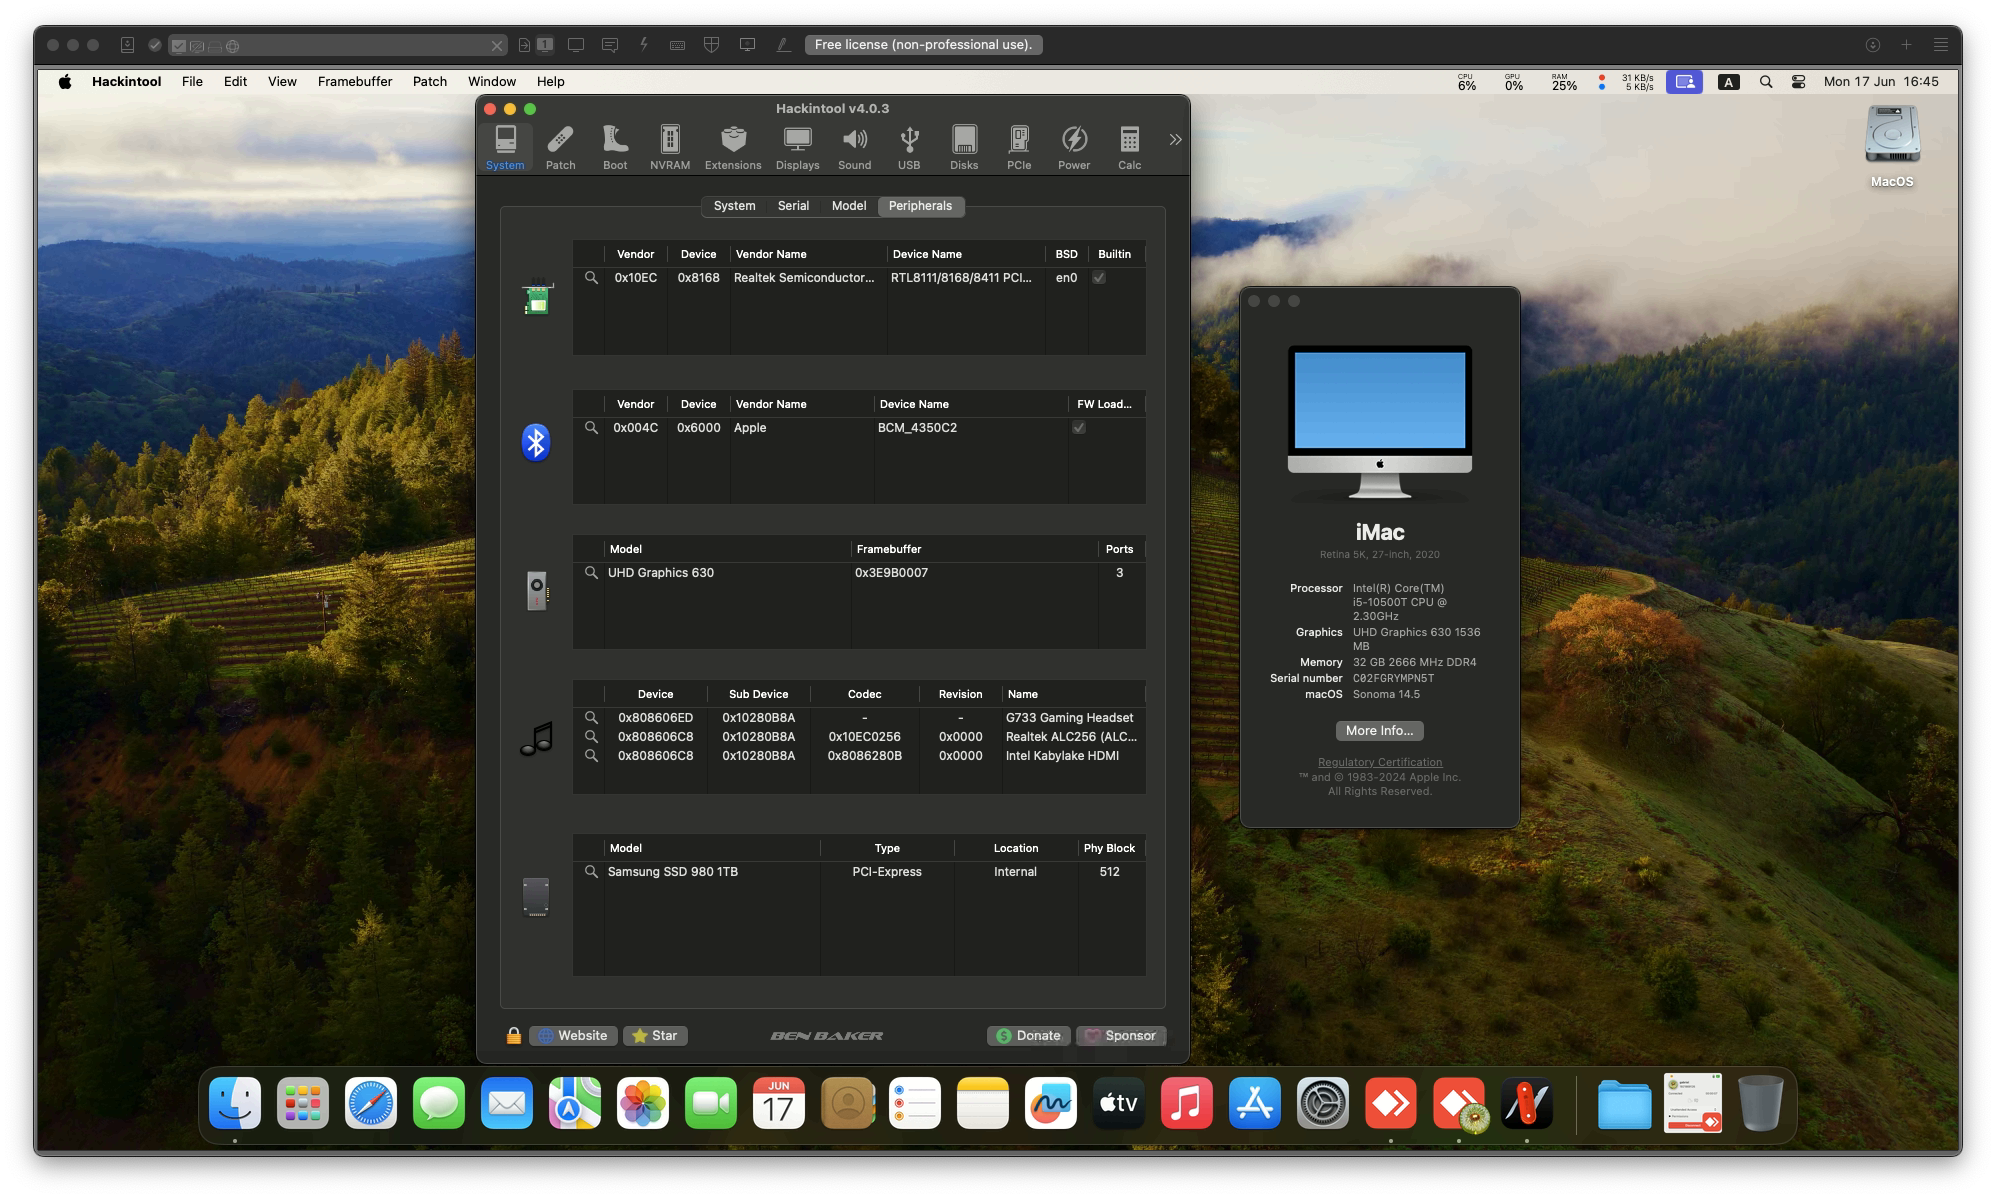 1
Free license (non-professional use).
Hackintool File Edit View Framebuffer Patch Window Help
CPU 6% GPU 0% RAM 25% 31 KB/s 5 KB/s A Mon 17 Jun 16:45
Hackintool v4.0.3
System Patch Boot NVRAM Extensions Displays Sound USB Disks PCIe Power Calc
MacOS
System Serial Model Peripherals
Vendor Device Vendor Name Device Name BSD Builtin
0x10EC 0x8168 Realtek Semiconductor... RTL8111/8168/8411 PCI... en0
Vendor Device Vendor Name Device Name FW Load...
0x004C 0x6000 Apple BCM_4350C2
Model Framebuffer Ports
UHD Graphics 630 0x3E9B0007 3
Device Sub Device Codec Revision Name
0x808606ED 0x10280B8A - - G733 Gaming Headset
0x808606C8 0x10280B8A 0x10EC0256 0x0000 Realtek ALC256 (ALC...
0x808606C8 0x10280B8A 0x8086280B 0x0000 Intel Kabylake HDMI
Model Type Location Phy Block
Samsung SSD 980 1TB PCI-Express Internal 512
Website Star BEN BAKER Donate Sponsor
iMac
Retina 5K, 27-inch, 2020
Processor Intel(R) Core(TM)
i5-10500T CPU @
2.30GHz
Graphics UHD Graphics 630 1536
MB
Memory 32 GB 2666 MHz DDR4
Serial number C02FGRYMPN5T
macOS Sonoma 14.5
More Info...
Regulatory Certification
™ and © 1983-2024 Apple Inc.
All Rights Reserved.
JUN
17
tv